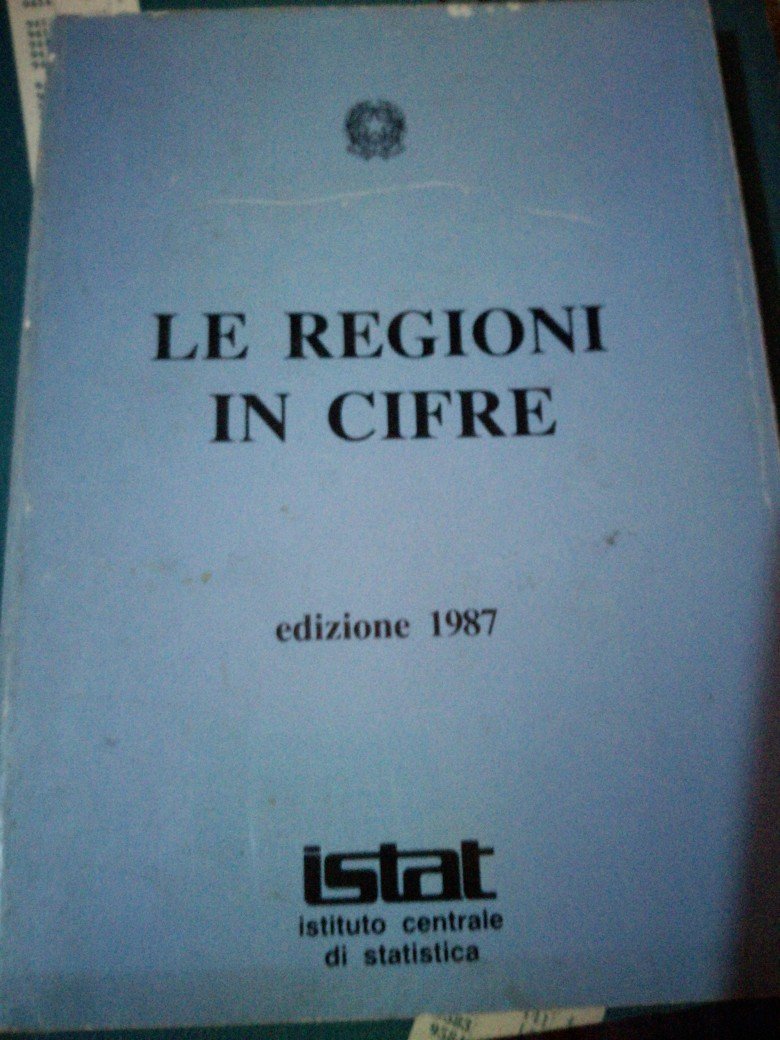 LE REGIONI
IN CIFRE
edizione 1987
istat
istituto centrale
di statistica